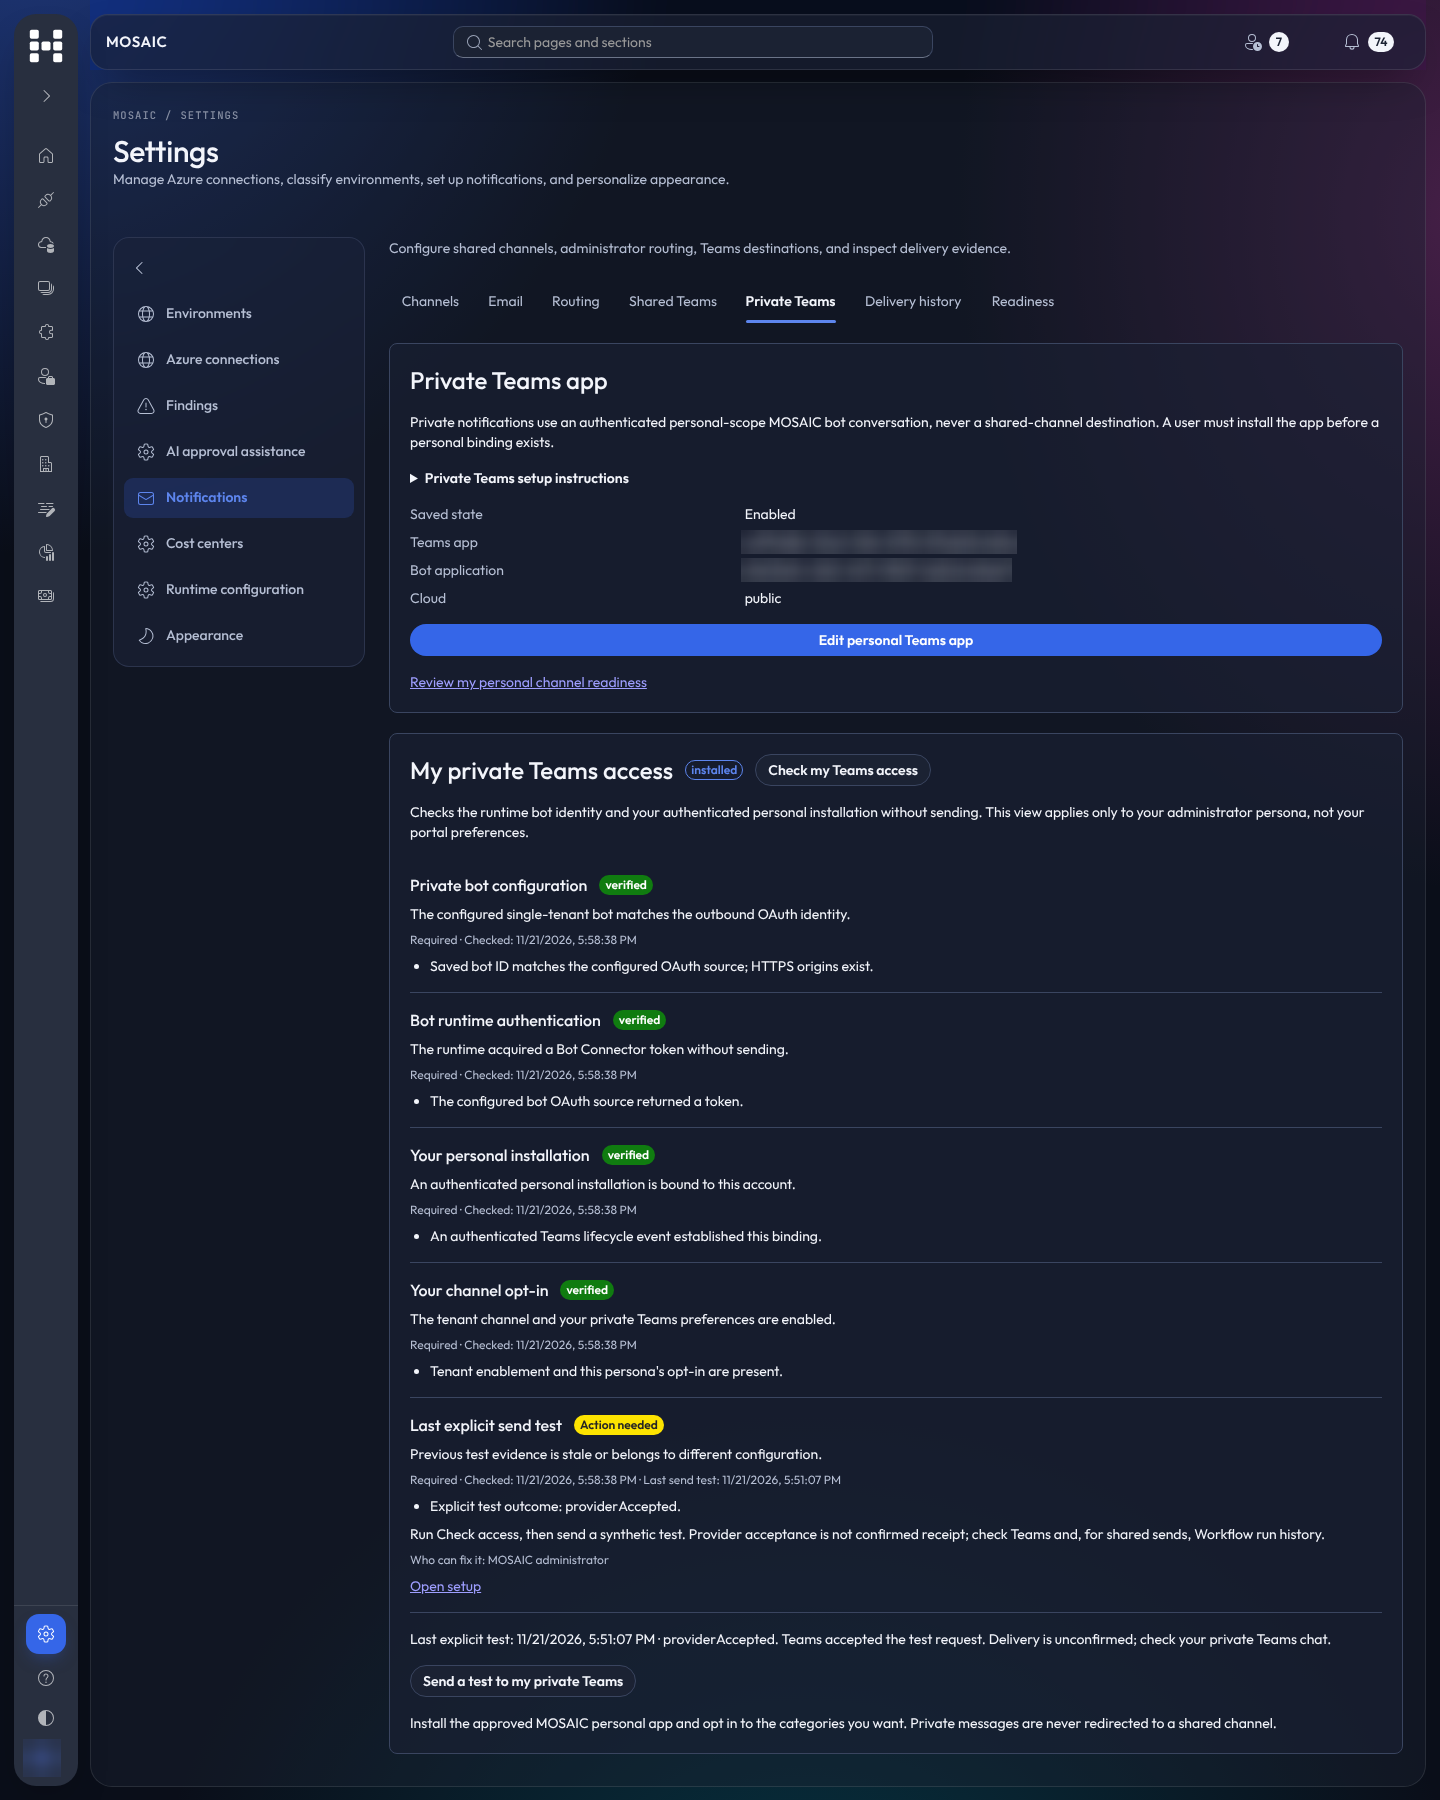 MOSAIC
Search pages and sections
7
74
MOSAIC / SETTINGS
Settings
Manage Azure connections, classify environments, set up notifications, and personalize appearance.
Environments
Azure connections
Findings
AI approval assistance
Notifications
Cost centers
Runtime configuration
Appearance
Configure shared channels, administrator routing, Teams destinations, and inspect delivery evidence.
Channels Email Routing Shared Teams Private Teams Delivery history Readiness
Private Teams app
Private notifications use an authenticated personal-scope MOSAIC bot conversation, never a shared-channel destination. A user must install the app before a
personal binding exists.
Private Teams setup instructions
Saved state Enabled
Teams app
Bot application
Cloud public
Edit personal Teams app
Review my personal channel readiness
My private Teams access installed Check my Teams access
Checks the runtime bot identity and your authenticated personal installation without sending. This view applies only to your administrator persona, not your
portal preferences.
Private bot configuration verified
The configured single-tenant bot matches the outbound OAuth identity.
Required · Checked: 11/21/2026, 5:58:38 PM
• Saved bot ID matches the configured OAuth source; HTTPS origins exist.
Bot runtime authentication verified
The runtime acquired a Bot Connector token without sending.
Required · Checked: 11/21/2026, 5:58:38 PM
• The configured bot OAuth source returned a token.
Your personal installation verified
An authenticated personal installation is bound to this account.
Required · Checked: 11/21/2026, 5:58:38 PM
• An authenticated Teams lifecycle event established this binding.
Your channel opt-in verified
The tenant channel and your private Teams preferences are enabled.
Required · Checked: 11/21/2026, 5:58:38 PM
• Tenant enablement and this persona's opt-in are present.
Last explicit send test Action needed
Previous test evidence is stale or belongs to different configuration.
Required · Checked: 11/21/2026, 5:58:38 PM · Last send test: 11/21/2026, 5:51:07 PM
• Explicit test outcome: providerAccepted.
Run Check access, then send a synthetic test. Provider acceptance is not confirmed receipt; check Teams and, for shared sends, Workflow run history.
Who can fix it: MOSAIC administrator
Open setup
Last explicit test: 11/21/2026, 5:51:07 PM · providerAccepted. Teams accepted the test request. Delivery is unconfirmed; check your private Teams chat.
Send a test to my private Teams
Install the approved MOSAIC personal app and opt in to the categories you want. Private messages are never redirected to a shared channel.